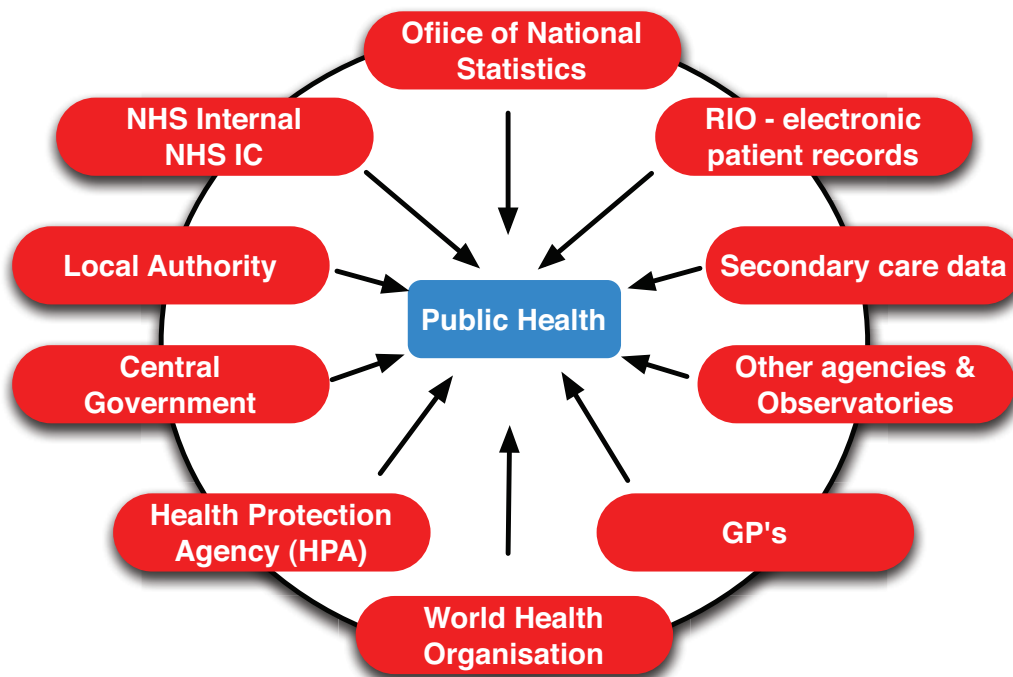 Ofiice of National
Statistics
NHS Internal
NHS IC
RIO - electronic
patient records
Local Authority
Secondary care data
Public Health
Central
Government
Other agencies &
Observatories
Health Protection
Agency (HPA)
GP's
World Health
Organisation